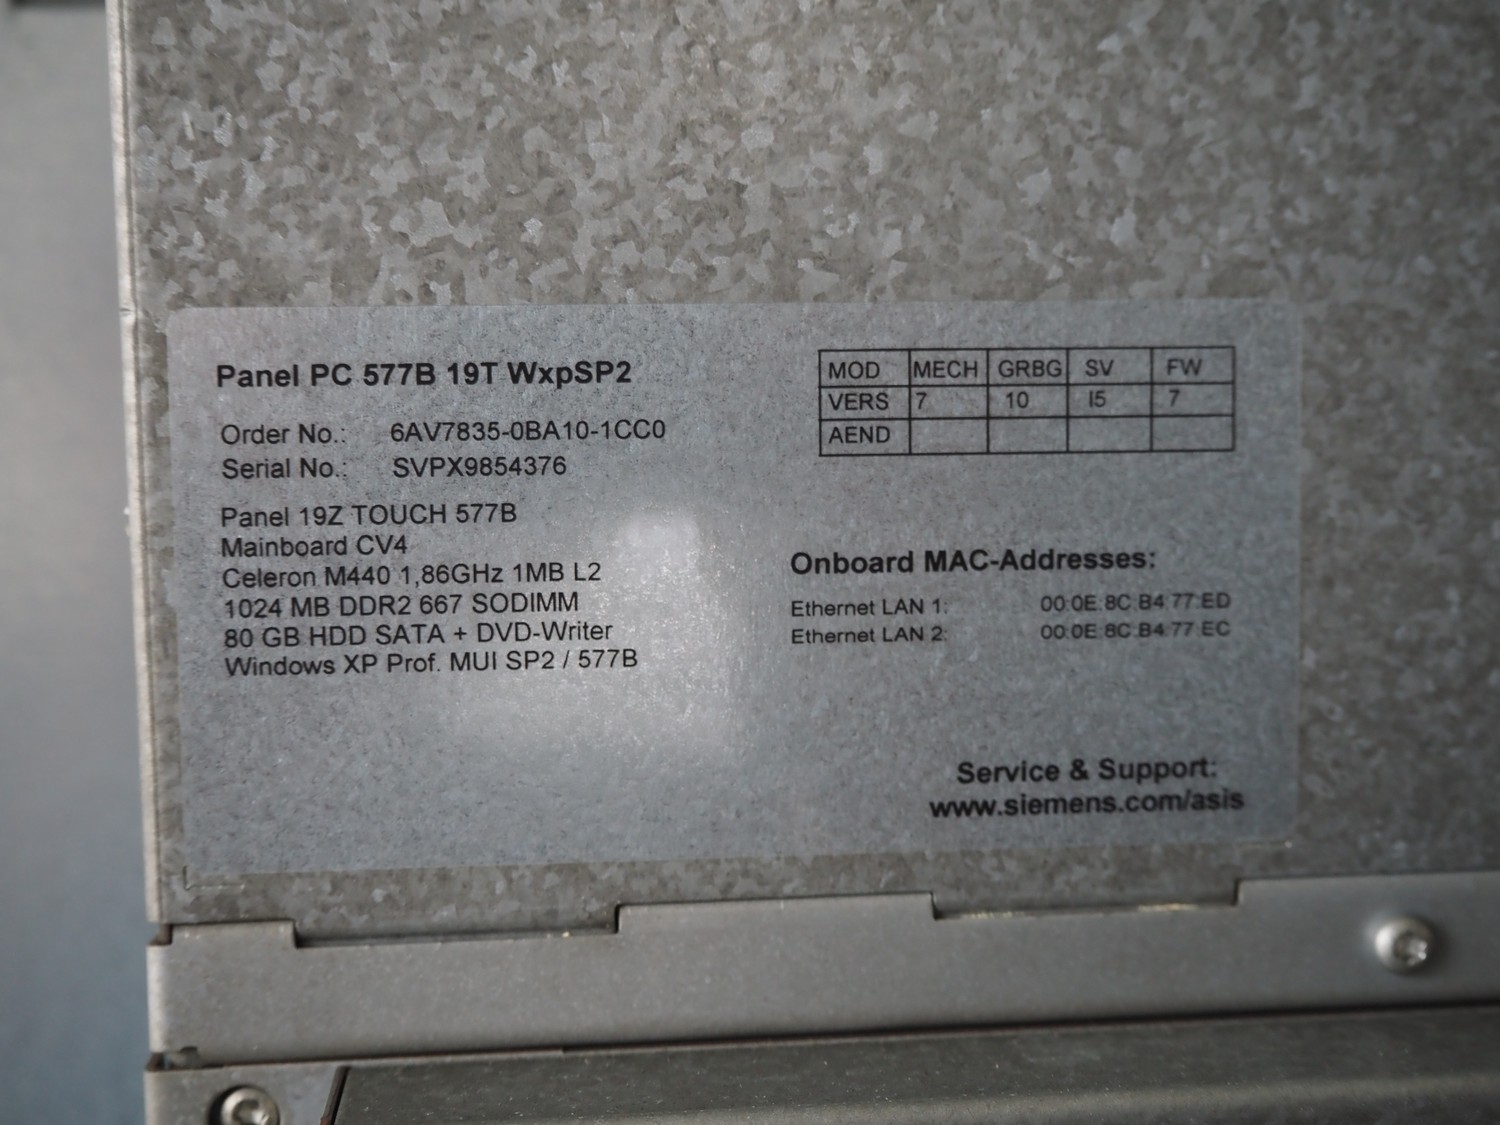 Panel PC 577B 19T WxpSP2
Order No.: 6AV7835-0BA10-1CC0
Serial No.: SVPX9854376
Panel 19Z TOUCH 577B
Mainboard CV4
Celeron M440 1,86GHz 1MB L2
1024 MB DDR2 667 SODIMM
80 GB HDD SATA + DVD-Writer
Windows XP Prof. MUI SP2 / 577B
MOD MECH GRBG SV FW
VERS 7 10 I5 7
AEND
Onboard MAC-Addresses:
Ethernet LAN 1: 00:0E:8C:B4:77:ED
Ethernet LAN 2: 00:0E:8C:B4:77:EC
Service & Support:
www.siemens.com/asis